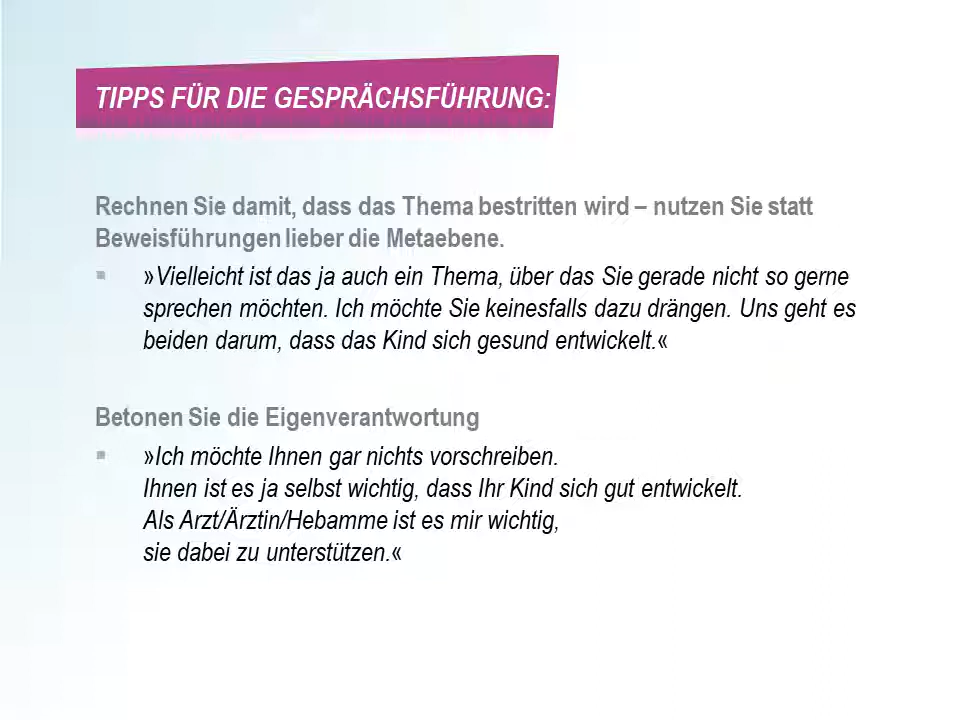 TIPPS FÜR DIE GESPRÄCHSFÜHRUNG:
Rechnen Sie damit, dass das Thema bestritten wird – nutzen Sie statt
Beweisführungen lieber die Metaebene.
»Vielleicht ist das ja auch ein Thema, über das Sie gerade nicht so gerne
sprechen möchten. Ich möchte Sie keinesfalls dazu drängen. Uns geht es
beiden darum, dass das Kind sich gesund entwickelt.«
Betonen Sie die Eigenverantwortung
»Ich möchte Ihnen gar nichts vorschreiben.
Ihnen ist es ja selbst wichtig, dass Ihr Kind sich gut entwickelt.
Als Arzt/Ärztin/Hebamme ist es mir wichtig,
sie dabei zu unterstützen.«